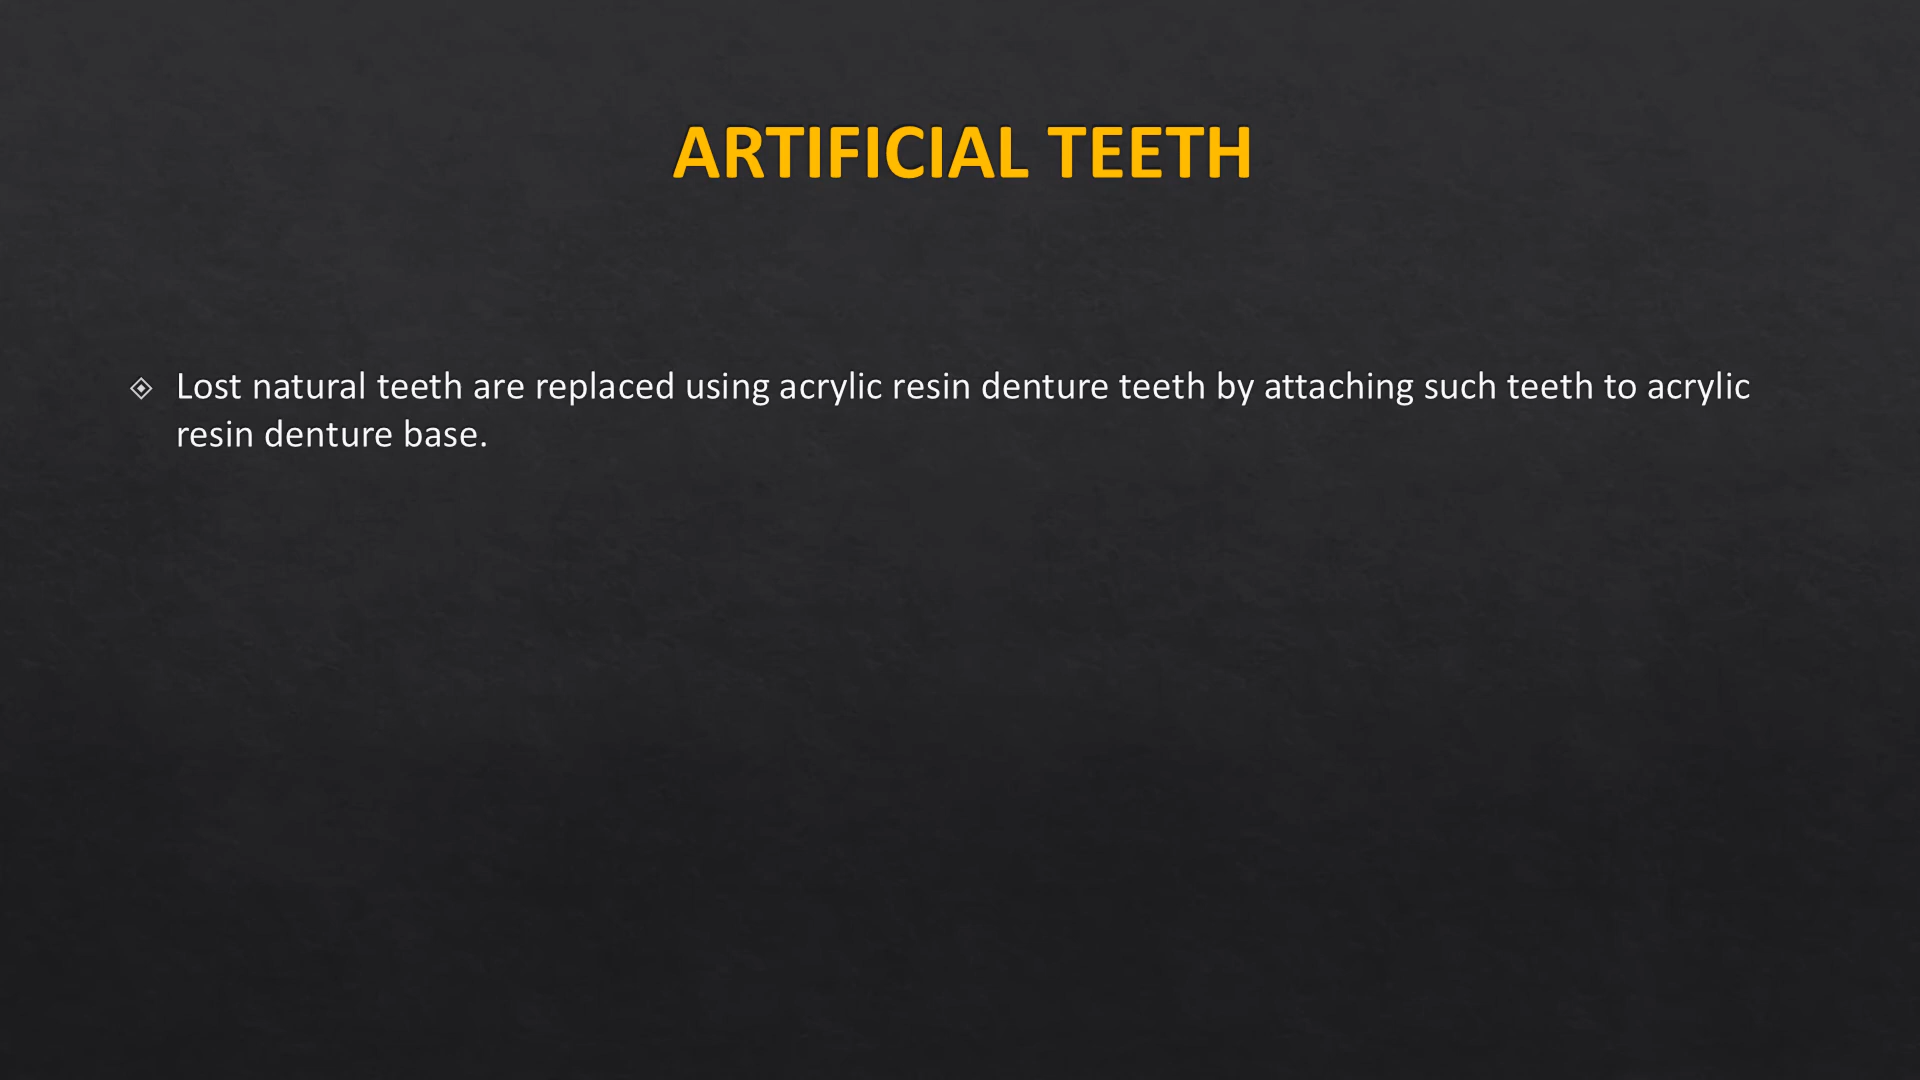 ARTIFICIAL TEETH
Lost natural teeth are replaced using acrylic resin denture teeth by attaching such teeth to acrylic
resin denture base.